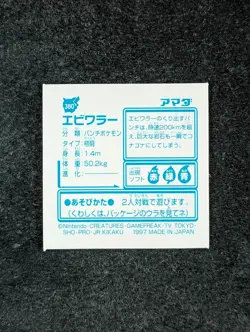 380°
アマダ
エビワラー
分類 パンチポケモン
タイプ 格闘
身長 1.4m
体重 50.2kg
進化
エビワラーのくり出すパ
ンチは、時速200kmを超
え、巨大な岩石も一瞬でコ
ナゴナにしてしまう。
出現
ソフト
赤 緑 青
●あそびかた● 2人対戦で遊びます。
(くわしくは、パッケージのウラを見てネ)
©Nintendo・CREATURES・GAMEFREAK・TV TOKYO・
SHO-PRO・JR KIKAKU 1997 MADE IN JAPAN